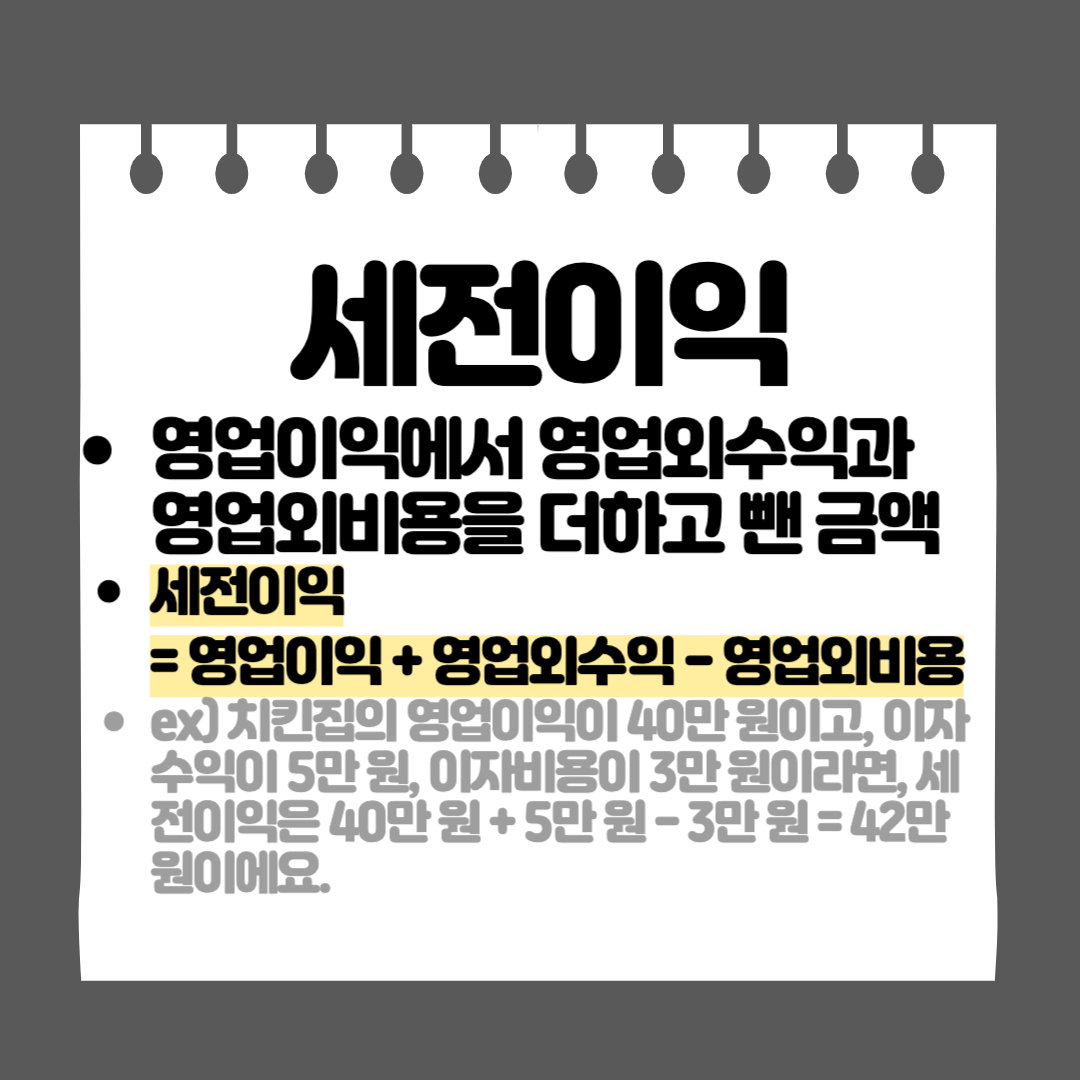 세전이익
• 영업이익에서 영업외수익과
영업외비용을 더하고 뺀 금액
• 세전이익
= 영업이익 + 영업외수익 - 영업외비용
• ex) 치킨집의 영업이익이 40만 원이고, 이자
수익이 5만 원, 이자비용이 3만 원이라면, 세
전이익은 40만 원 + 5만 원 - 3만 원 = 42만
원이에요.